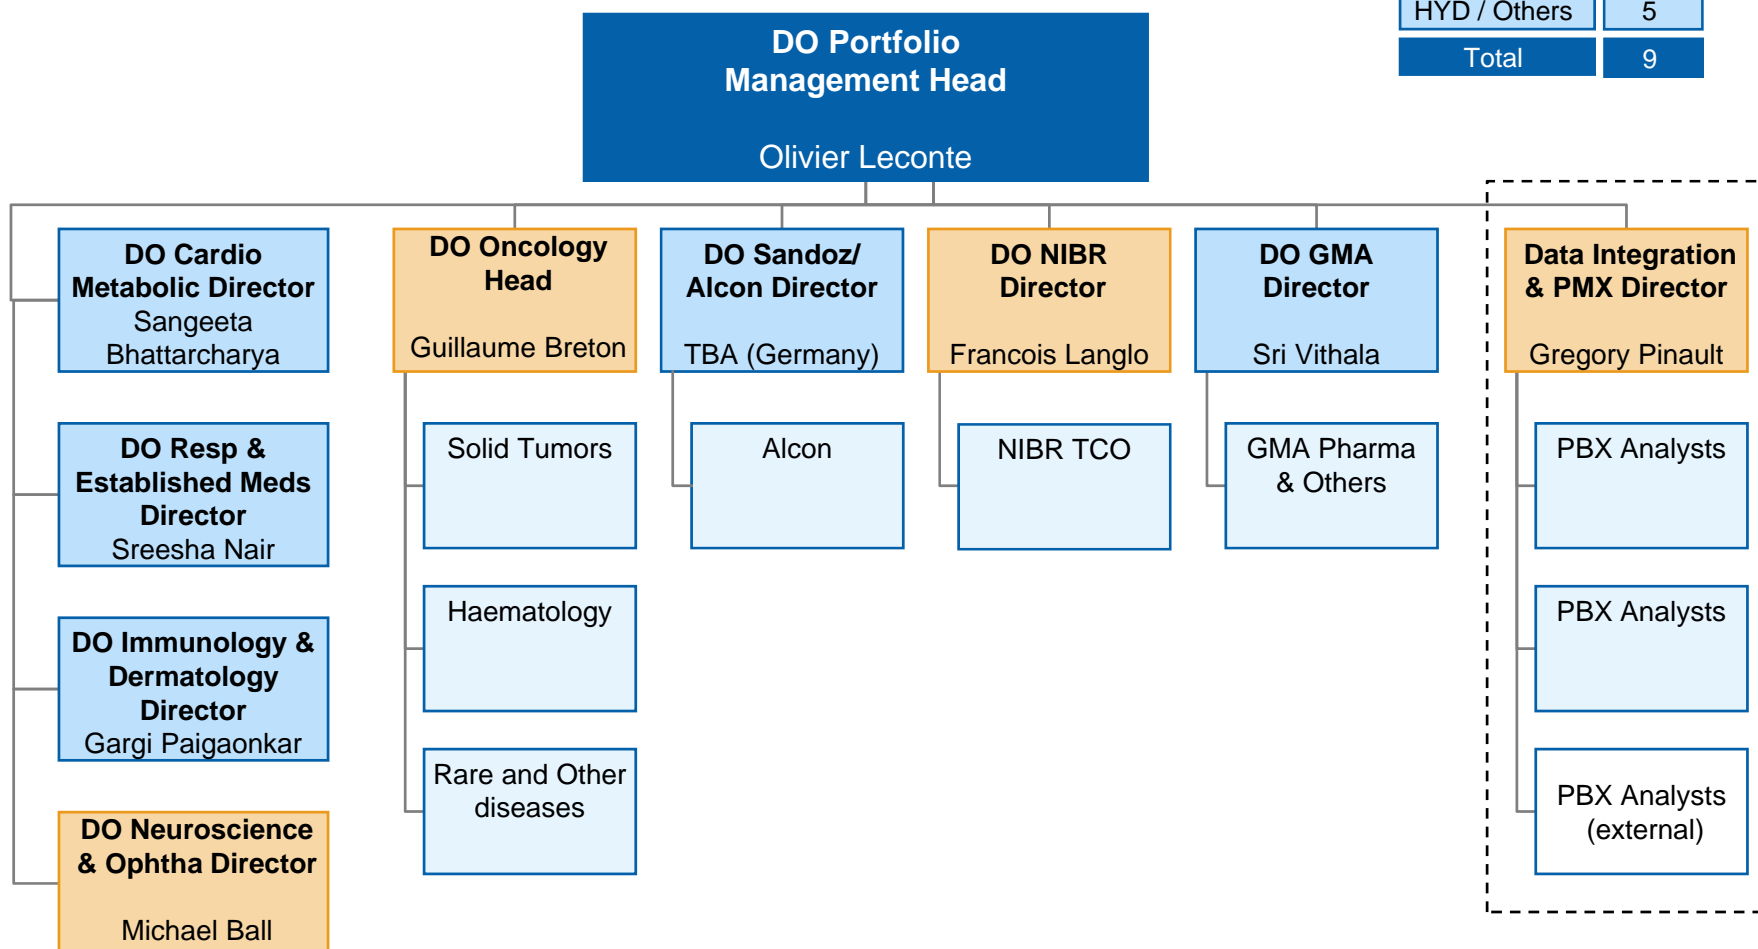 HYD / Others 5
Total 9
DO Portfolio
Management Head
Olivier Leconte
DO Cardio
Metabolic Director
Sangeeta
Bhattarcharya
DO Resp &
Established Meds
Director
Sreesha Nair
DO Immunology &
Dermatology
Director
Gargi Paigaonkar
DO Neuroscience
& Ophtha Director
Michael Ball
DO Oncology
Head
Guillaume Breton
Solid Tumors
Haematology
Rare and Other
diseases
DO Sandoz/
Alcon Director
TBA (Germany)
Alcon
DO NIBR
Director
Francois Langlo
NIBR TCO
DO GMA
Director
Sri Vithala
GMA Pharma
& Others
Data Integration
& PMX Director
Gregory Pinault
PBX Analysts
PBX Analysts
PBX Analysts
(external)